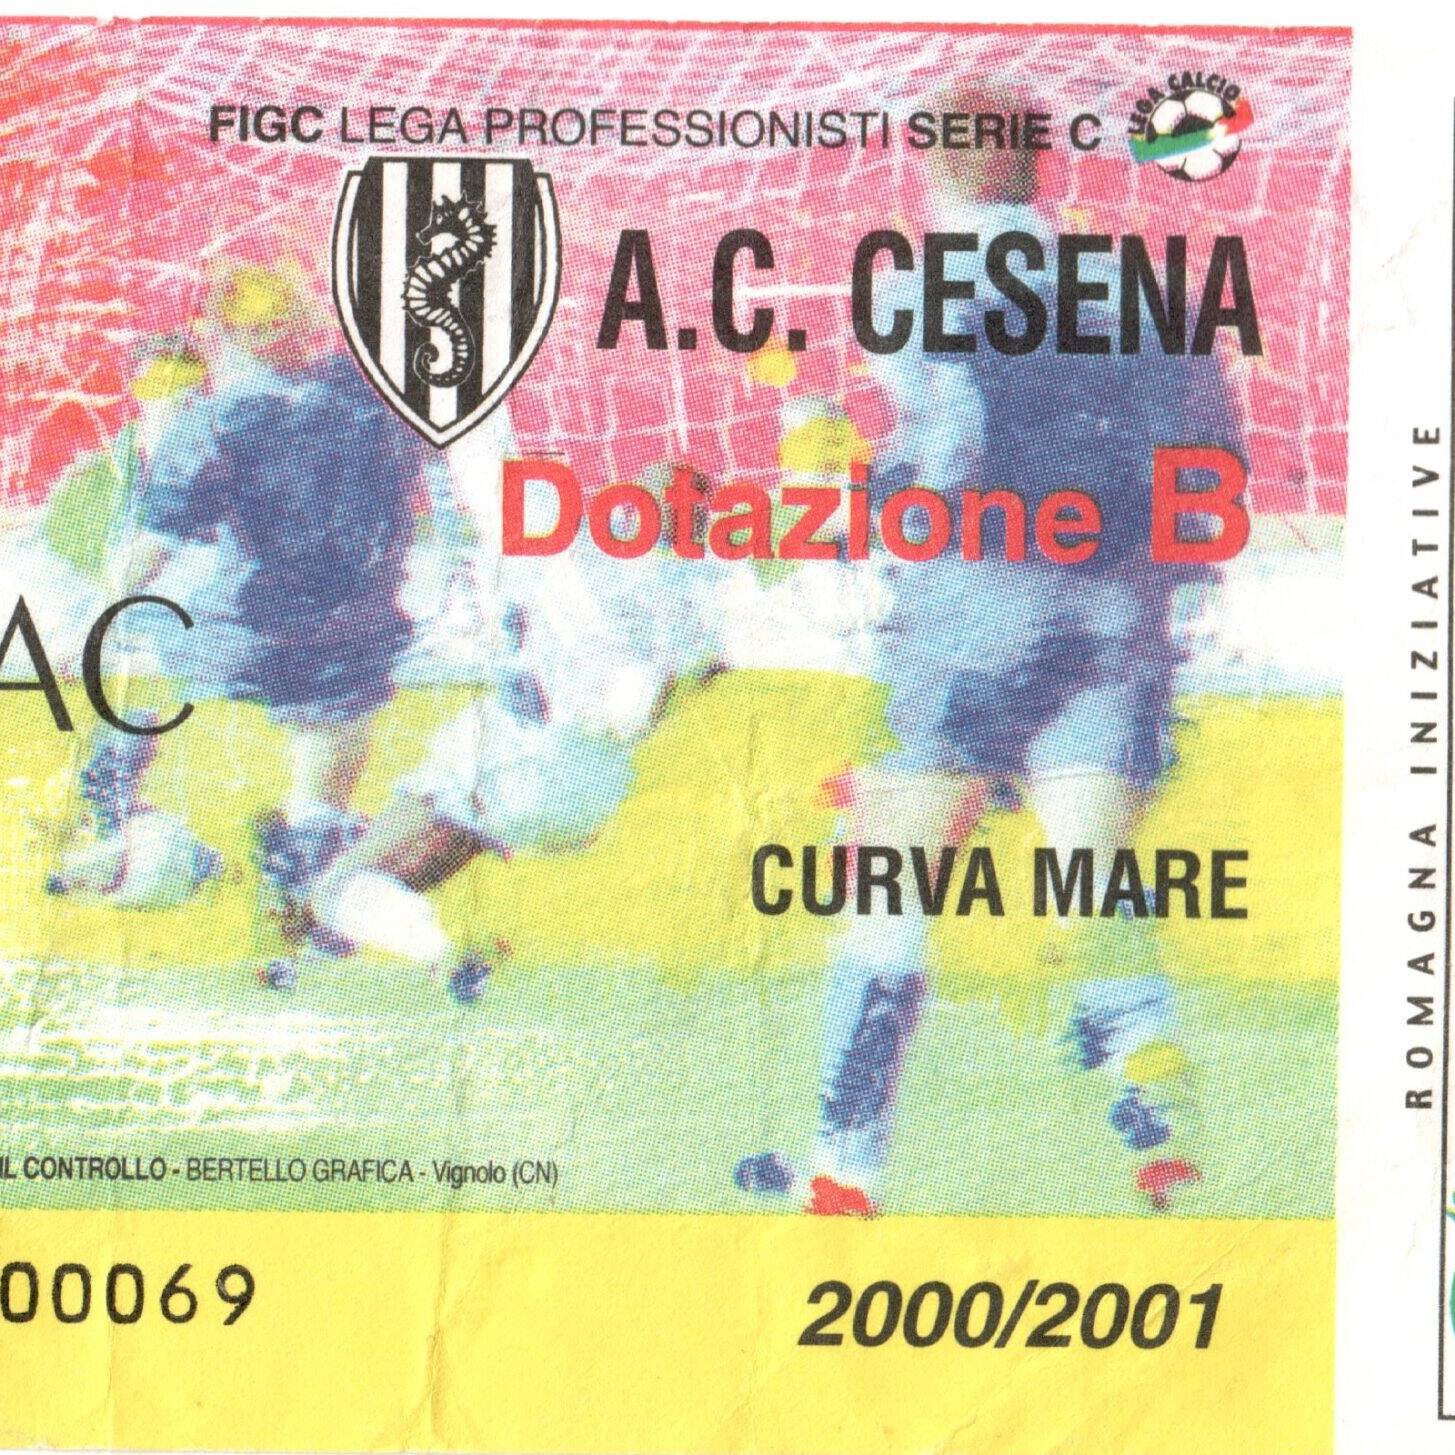 FIGC LEGA PROFESSIONISTI SERIE C
LEGA CALCIO
A.C. CESENA
Dotazione B
AC
CURVA MARE
IL CONTROLLO - BERTELLO GRAFICA - Vignolo (CN)
00069
2000/2001
ROMAGNA INIZIATIVE